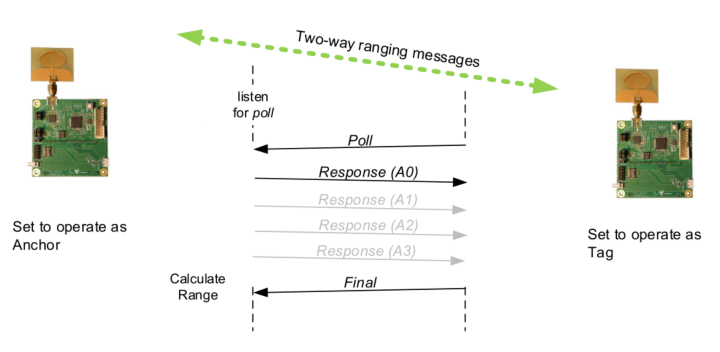 Two-way ranging messages
listen
for poll
Poll
Response (A0)
Response (A1)
Response (A2)
Response (A3)
Set to operate as
Anchor
Set to operate as
Tag
Calculate
Range
Final